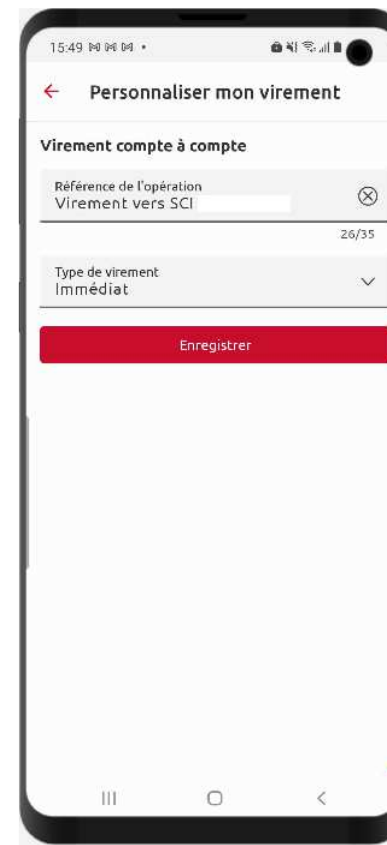 15:49
Personnaliser mon virement
Virement compte à compte
Référence de l'opération
Virement vers SCI
26/35
Type de virement
Immédiat
Enregistrer